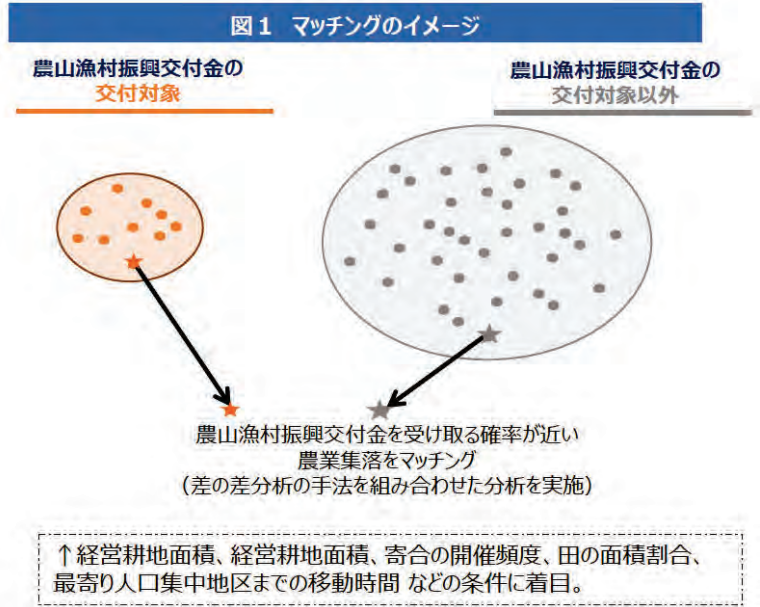 図1 マッチングのイメージ
農山漁村振興交付金の
交付対象
農山漁村振興交付金の
交付対象以外
農山漁村振興交付金を受け取る確率が近い
農業集落をマッチング
(差の差分析の手法を組み合わせた分析を実施)
↑経営耕地面積、経営耕地面積、寄合の開催頻度、田の面積割合、
最寄り人口集中地区までの移動時間 などの条件に着目。